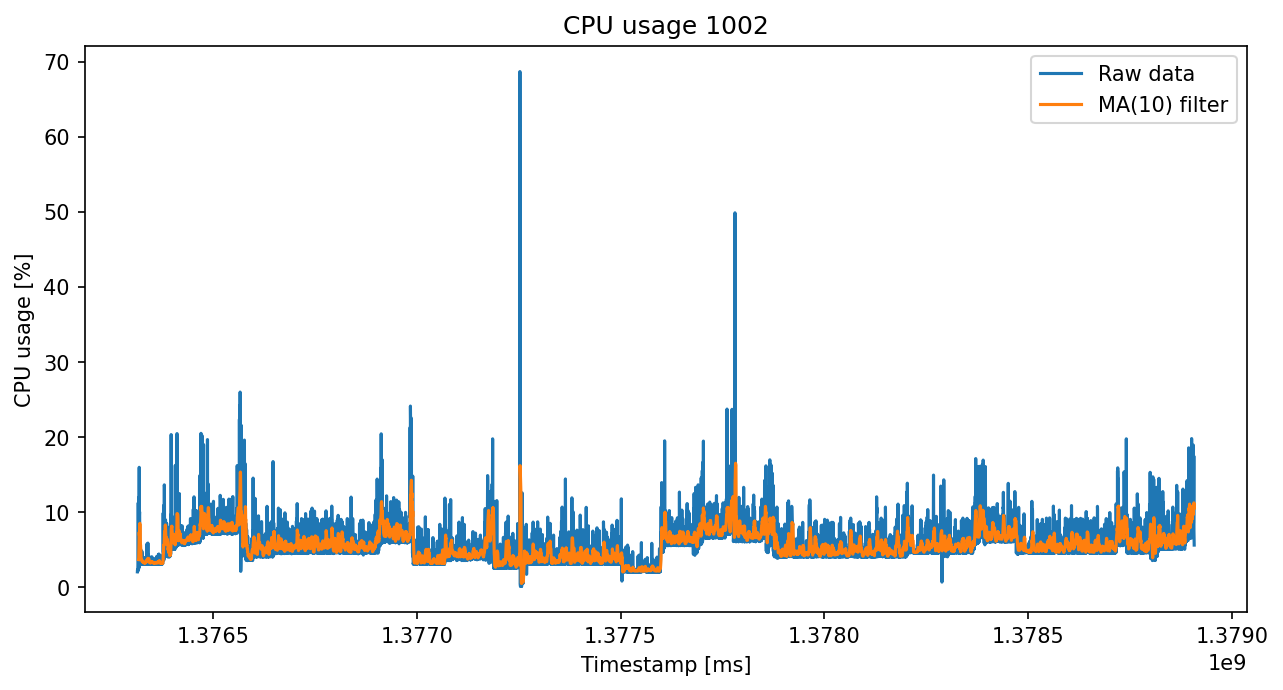 CPU usage 1002
Raw data
MA(10) filter
CPU usage [%]
70
60
50
40
30
20
10
0
1.3765 1.3770 1.3775 1.3780 1.3785 1.3790
1e9
Timestamp [ms]